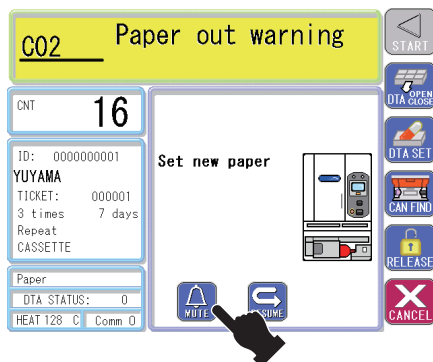 C02 Paper out warning
START
CNT 16
DTA OPEN CLOSE
ID: 0000000001
YUYAMA
TICKET: 000001
3 times 7 days
Repeat
CASSETTE
Set new paper
DTA SET
CAN FIND
RELEASE
Paper
DTA STATUS: 0
HEAT 128 C Comm 0
MUTE
CANCEL